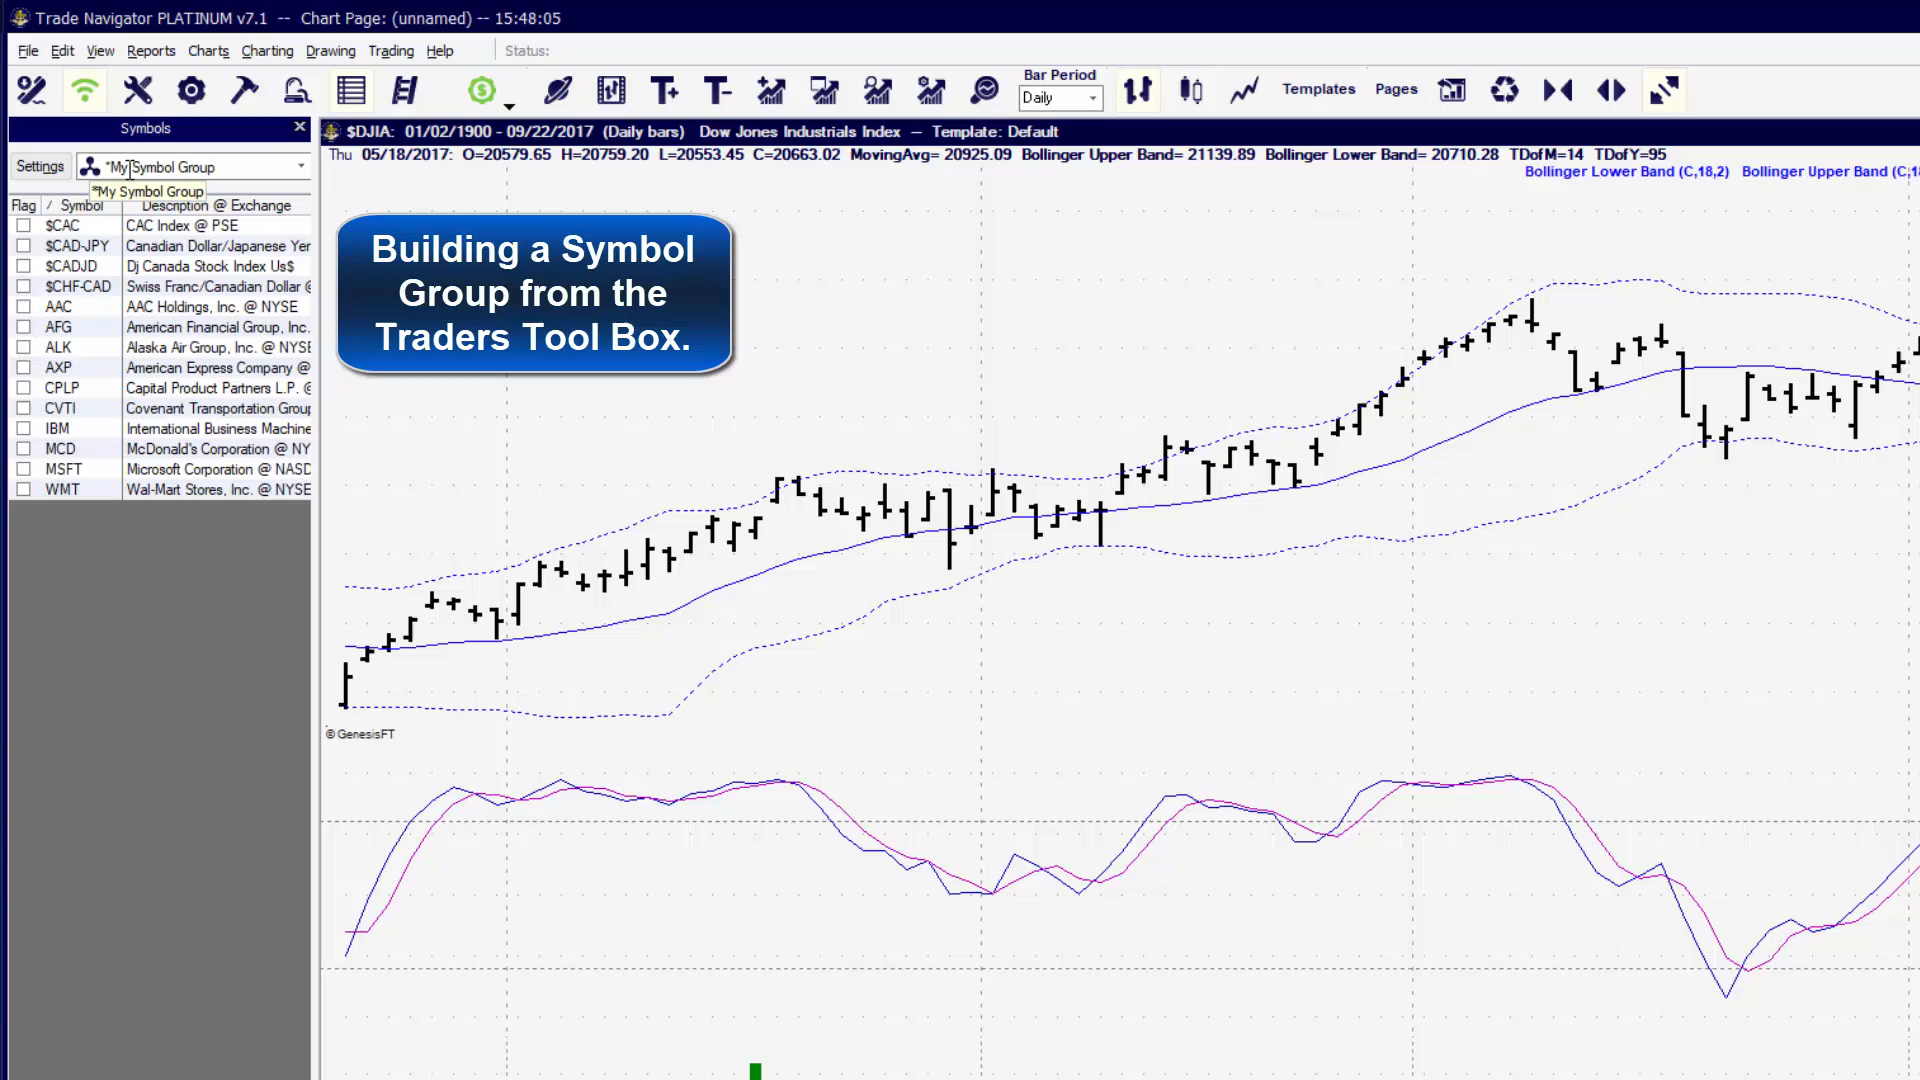 Trade Navigator PLATINUM v7.1 -- Chart Page: (unnamed) -- 15:48:05
File Edit View Reports Charts Charting Drawing Trading Help Status:
Bar Period
Daily
Templates Pages
Symbols
Settings *My Symbol Group
*My Symbol Group
Flag / Symbol Description @ Exchange
$CAC CAC Index @ PSE
$CAD-JPY Canadian Dollar/Japanese Yer
$CADJD Dj Canada Stock Index Us$
$CHF-CAD Swiss Franc/Canadian Dollar @
AAC AAC Holdings, Inc. @ NYSE
AFG American Financial Group, Inc.
ALK Alaska Air Group, Inc. @ NYSE
AXP American Express Company @
CPLP Capital Product Partners L.P. @
CVTI Covenant Transportation Group
IBM International Business Machine
MCD McDonald's Corporation @ NY
MSFT Microsoft Corporation @ NASD
WMT Wal-Mart Stores, Inc. @ NYSE
$DJIA: 01/02/1900 - 09/22/2017 (Daily bars) Dow Jones Industrials Index – Template: Default
Thu 05/18/2017: O=20579.65 H=20759.20 L=20553.45 C=20663.02 MovingAvg= 20925.09 Bollinger Upper Band= 21139.89 Bollinger Lower Band= 20710.28 TDofM=14 TDofY=95
Bollinger Lower Band (C,18,2) Bollinger Upper Band (C,18
Building a Symbol
Group from the
Traders Tool Box.
© GenesisFT